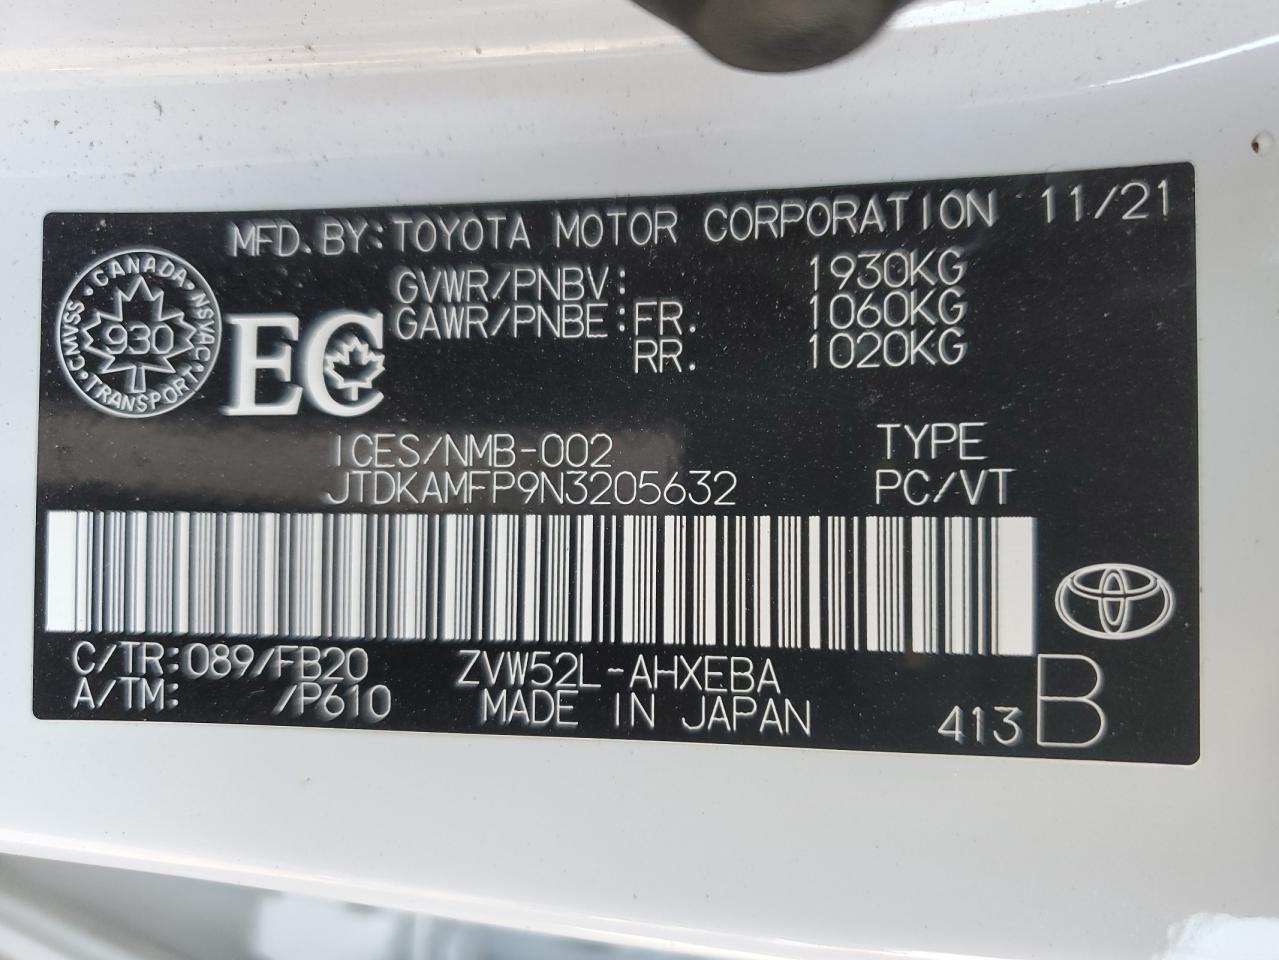 MFD. BY: TOYOTA MOTOR CORPORATION 11/21
GVWR/PNBV: 1930KG
GAWR/PNBE: FR. 1060KG
RR. 1020KG
CANADA
NSVAC
TRANSPORT
CMVSS
930
EC
ICES/NMB-002 TYPE
JTDKAMFP9N3205632 PC/VT
C/TR: 089/FB20 ZVW52L-AHXEBA
A/TM: /P610 MADE IN JAPAN 413 B